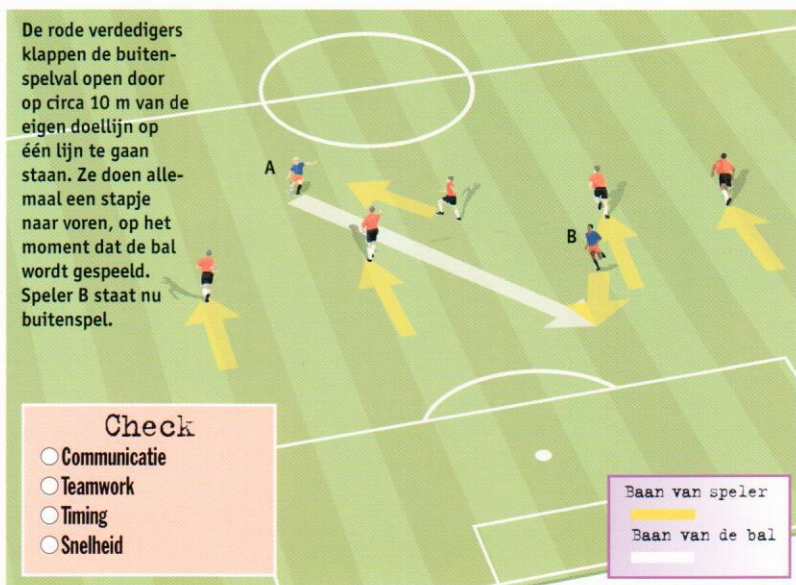 De rode verdedigers
klappen de buiten-
spelval open door
op circa 10 m van de
eigen doellijn op
één lijn te gaan
staan. Ze doen alle-
maal een stapje
naar voren, op het
moment dat de bal
wordt gespeeld.
Speler B staat nu
buitenspel.
A
B
Check
Communicatie
Teamwork
Timing
Snelheid
Baan van speler
Baan van de bal